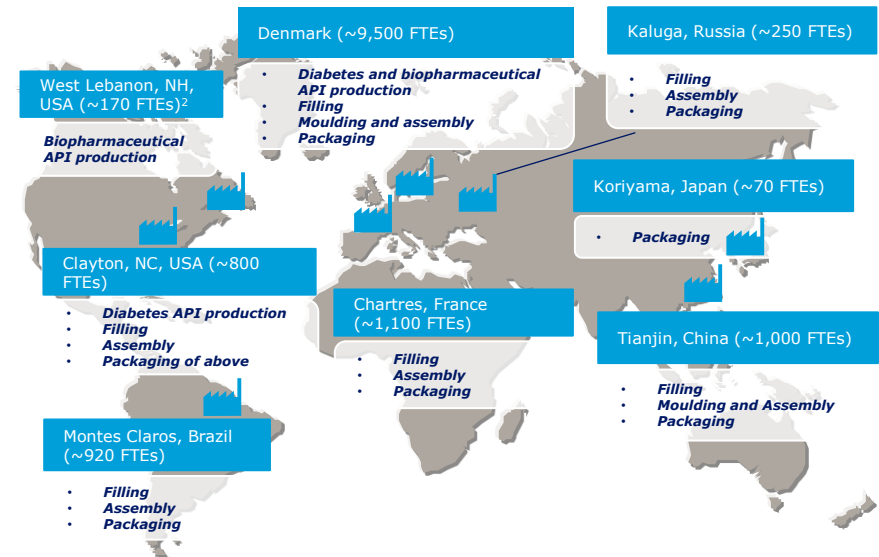 Denmark (~9,500 FTEs)
• Diabetes and biopharmaceutical
API production
• Filling
• Moulding and assembly
• Packaging
Kaluga, Russia (~250 FTEs)
• Filling
• Assembly
• Packaging
West Lebanon, NH,
USA (~170 FTEs)²
Biopharmaceutical
API production
Koriyama, Japan (~70 FTEs)
• Packaging
Clayton, NC, USA (~800
FTEs)
• Diabetes API production
• Filling
• Assembly
• Packaging of above
Chartres, France
(~1,100 FTEs)
• Filling
• Assembly
• Packaging
Tianjin, China (~1,000 FTEs)
• Filling
• Moulding and Assembly
• Packaging
Montes Claros, Brazil
(~920 FTEs)
• Filling
• Assembly
• Packaging